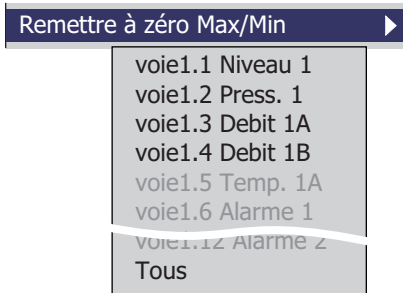 Remettre à zéro Max/Min
voie1.1 Niveau 1
voie1.2 Press. 1
voie1.3 Debit 1A
voie1.4 Debit 1B
voie1.5 Temp. 1A
voie1.6 Alarme 1
voie1.12 Alarme 2
Tous